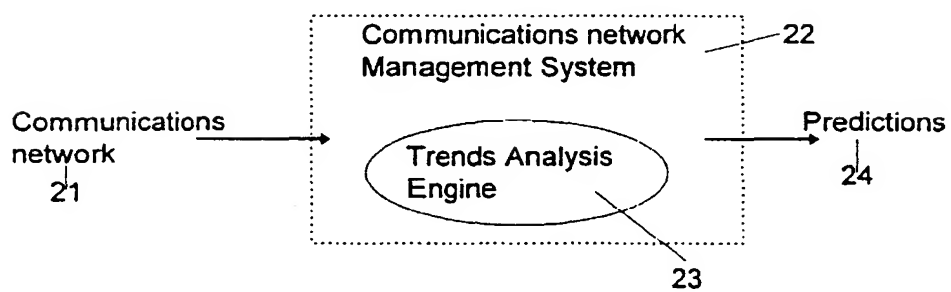 Communications network
Management System
22
Communications
network
21
Trends Analysis
Engine
Predictions
24
23